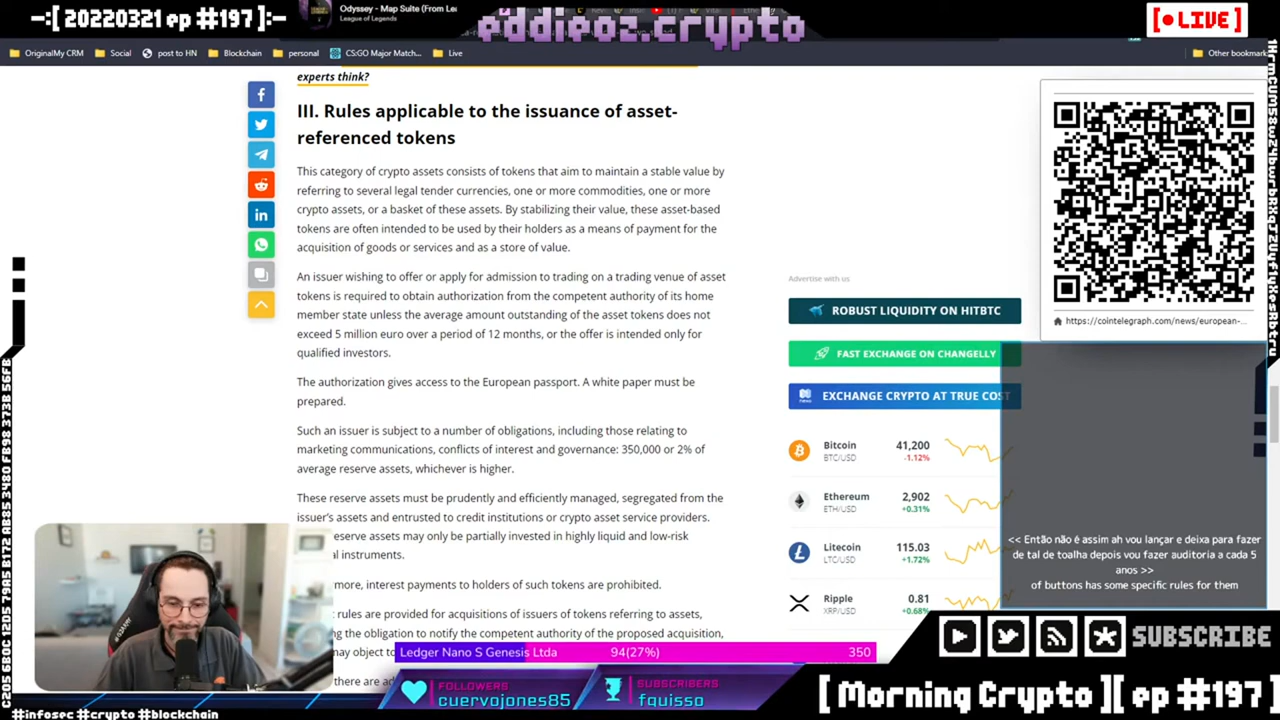 -:[ 20220321 ep #197 ]:-
Odyssey - Map Suite (From Lea
League of Legends
eddieoz.crypto
[● LIVE]
OriginalMy CRM
Social
post to HN
Blockchain
personal
CS:GO Major Match...
Live
Other bookmark
experts think?
III. Rules applicable to the issuance of asset-
referenced tokens
This category of crypto assets consists of tokens that aim to maintain a stable value by
referring to several legal tender currencies, one or more commodities, one or more
crypto assets, or a basket of these assets. By stabilizing their value, these asset-based
tokens are often intended to be used by their holders as a means of payment for the
acquisition of goods or services and as a store of value.
An issuer wishing to offer or apply for admission to trading on a trading venue of asset
tokens is required to obtain authorization from the competent authority of its home
member state unless the average amount outstanding of the asset tokens does not
exceed 5 million euro over a period of 12 months, or the offer is intended only for
qualified investors.
The authorization gives access to the European passport. A white paper must be
prepared.
Such an issuer is subject to a number of obligations, including those relating to
marketing communications, conflicts of interest and governance: 350,000 or 2% of
average reserve assets, whichever is higher.
These reserve assets must be prudently and efficiently managed, segregated from the
issuer's assets and entrusted to credit institutions or crypto asset service providers.
reserve assets may only be partially invested in highly liquid and low-risk
al instruments.
more, interest payments to holders of such tokens are prohibited.
rules are provided for acquisitions of issuers of tokens referring to assets,
ng the obligation to notify the competent authority of the proposed acquisition,
may object to
there are ad
Advertise with us
ROBUST LIQUIDITY ON HITBTC
FAST EXCHANGE ON CHANGELLY
EXCHANGE CRYPTO AT TRUE COST
Bitcoin 41,200
BTC/USD -1.12%
Ethereum 2,902
ETH/USD +0.31%
Litecoin 115.03
LTC/USD +1.72%
Ripple 0.81
XRP/USD +0.68%
https://cointelegraph.com/news/european-...
<< Então não é assim ah vou lançar e deixa para fazer
de tal de toalha depois vou fazer auditoria a cada 5
anos >>
of buttons has some specific rules for them
Ledger Nano S Genesis Ltda 94(27%) 350
FOLLOWERS
cuervojones85
SUBSCRIBERS
fquisso
SUBSCRIBE
[ Morning Crypto ][ ep #197 ]
#infosec #crypto #blockchain